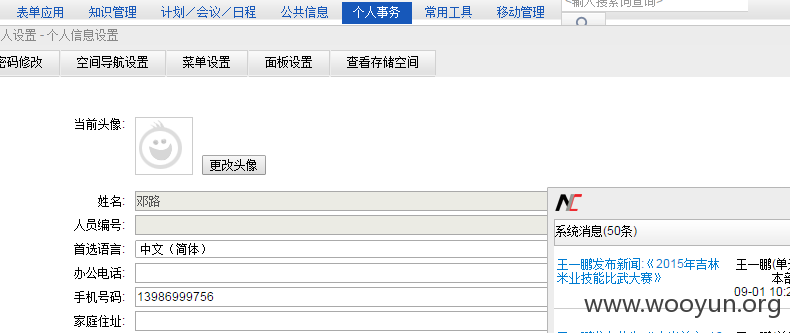 表单应用 知识管理 计划／会议／日程 公共信息 个人事务 常用工具 移动管理 <输入搜索词查询>
人设置 - 个人信息设置
密码修改 空间导航设置 菜单设置 面板设置 查看存储空间
当前头像:
更改头像
姓名: 邓路
人员编号:
首选语言: 中文（简体）
办公电话:
手机号码: 13986999756
家庭住址:
系统消息(50条)
王一鹏发布新闻:《2015年吉林
米业技能比武大赛》
王一鹏(单
本部
09-01 10:2
www.wooyun.org